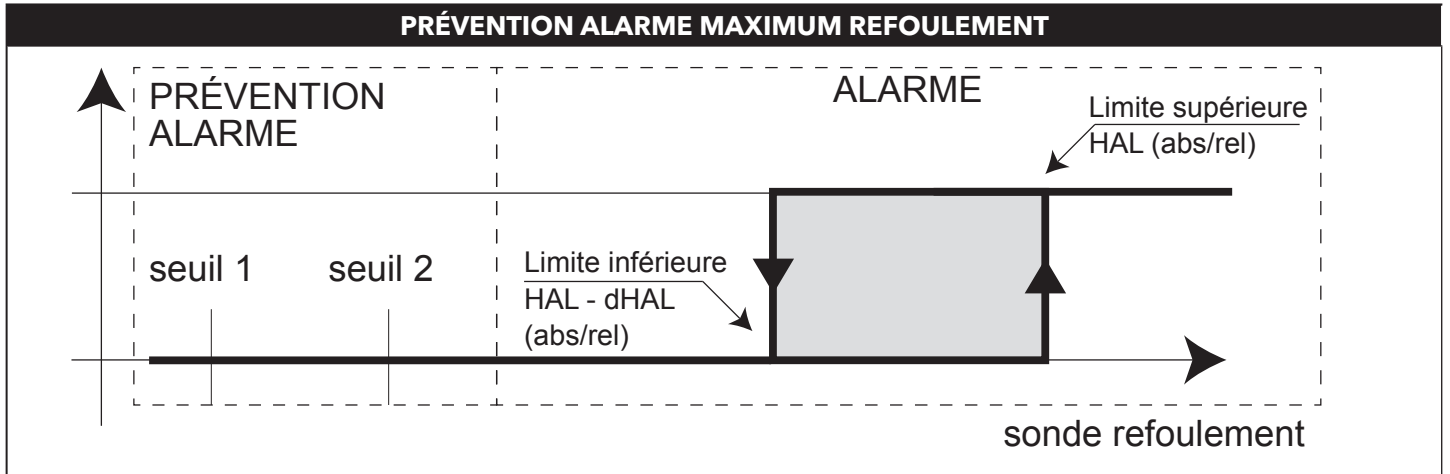 PRÉVENTION ALARME MAXIMUM REFOULEMENT
PRÉVENTION
ALARME
ALARME
Limite supérieure
HAL (abs/rel)
seuil 1
seuil 2
Limite inférieure
HAL - dHAL
(abs/rel)
sonde refoulement